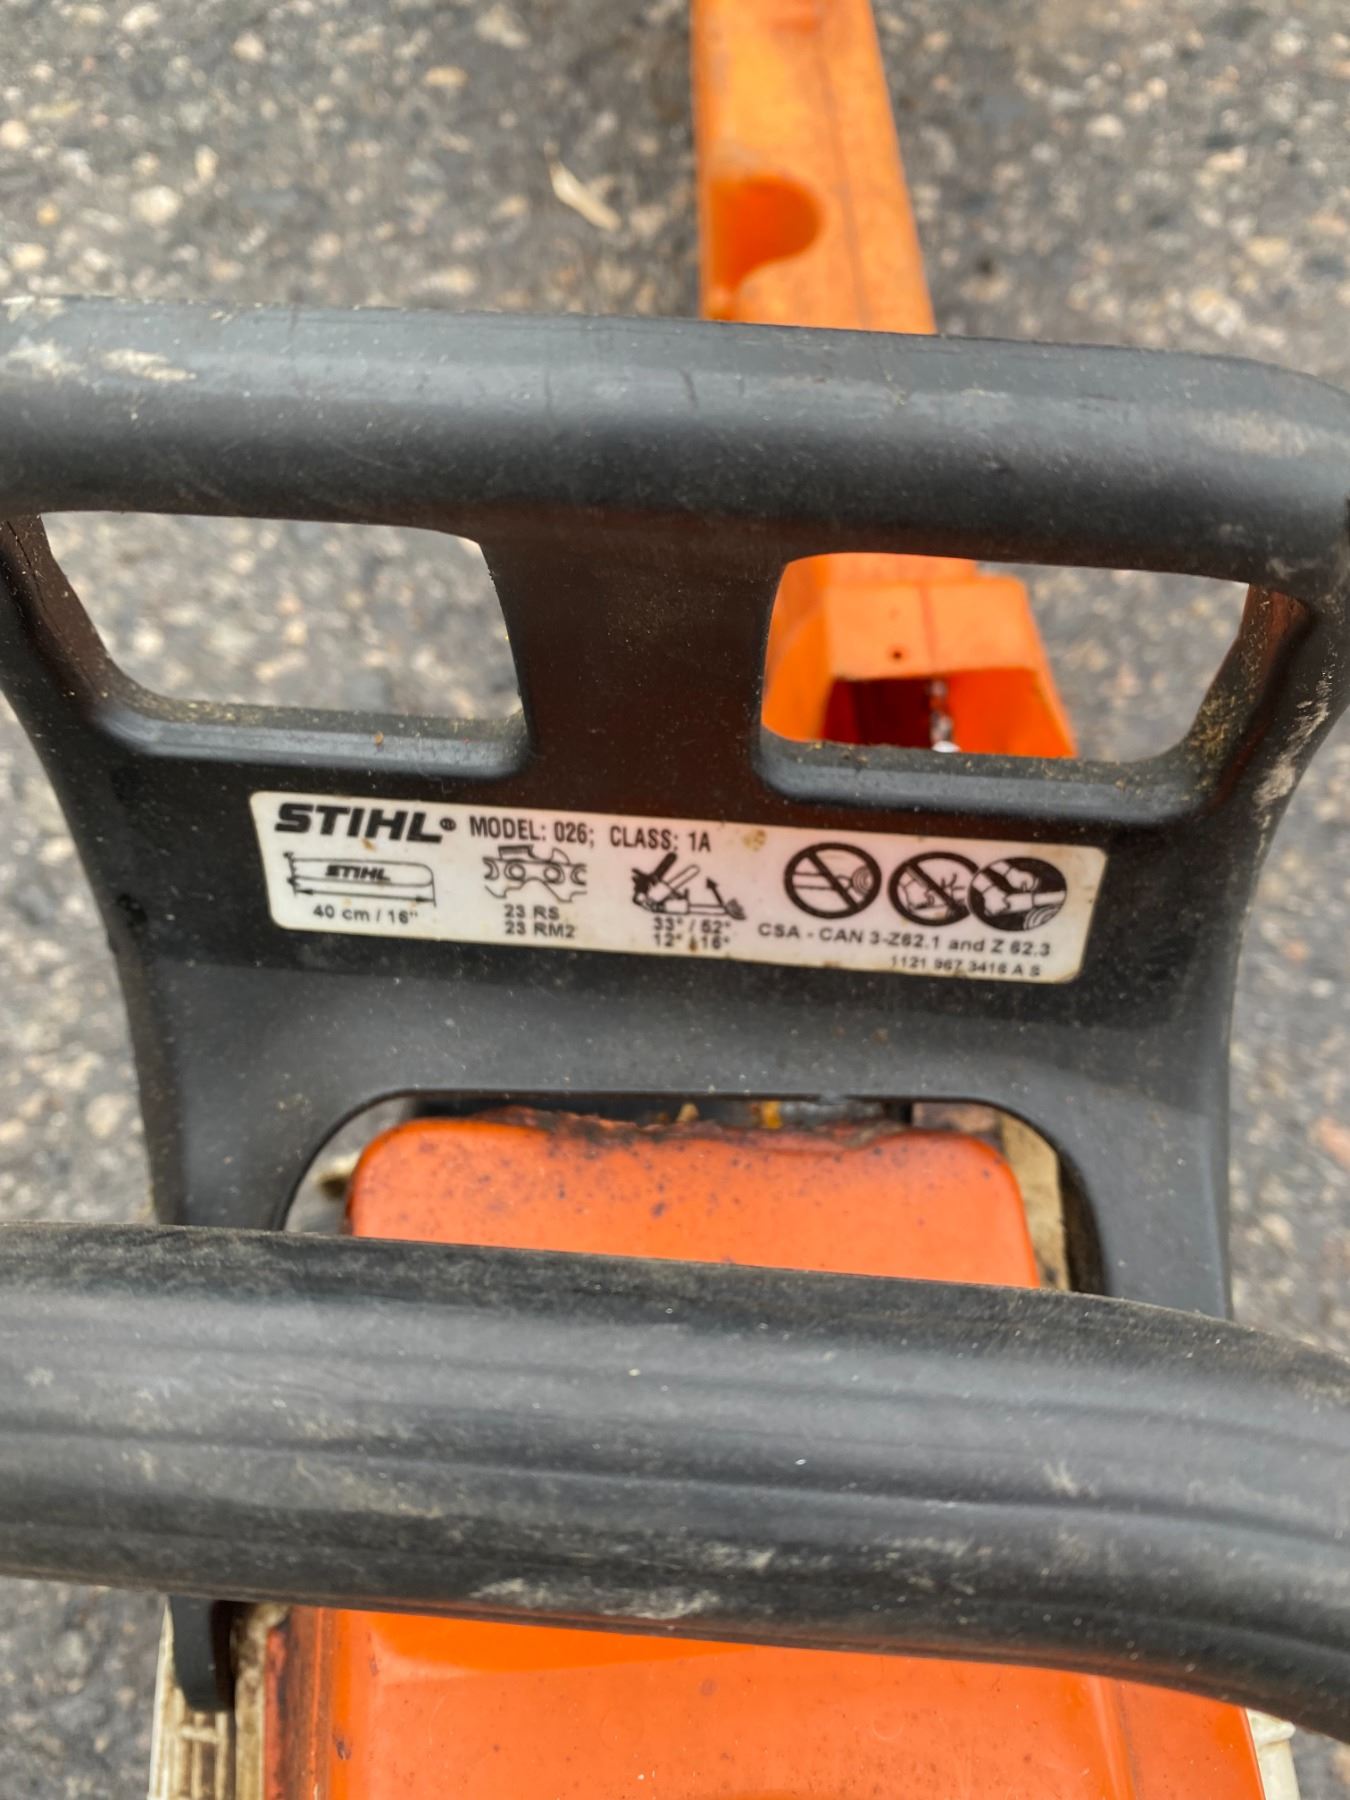 STIHL® MODEL: 026; CLASS: 1A
STIHL
40 cm / 16"
23 RS
23 RM2
33° / 52°
12° / 16°
CSA - CAN 3-Z62.1 and Z 62.3
1121 967 3416 A S